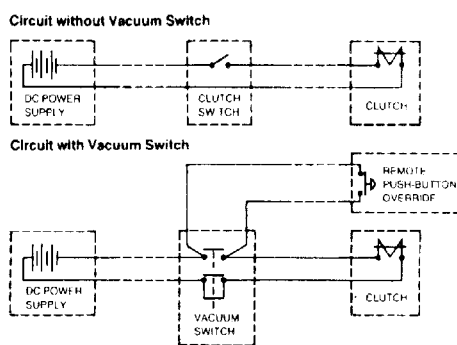 Circuit without Vacuum Switch
DC POWER
SUPPLY
CLUTCH
SWITCH
CLUTCH
Circuit with Vacuum Switch
REMOTE
PUSH-BUTTON
OVERRIDE
DC POWER
SUPPLY
VACUUM
SWITCH
CLUTCH